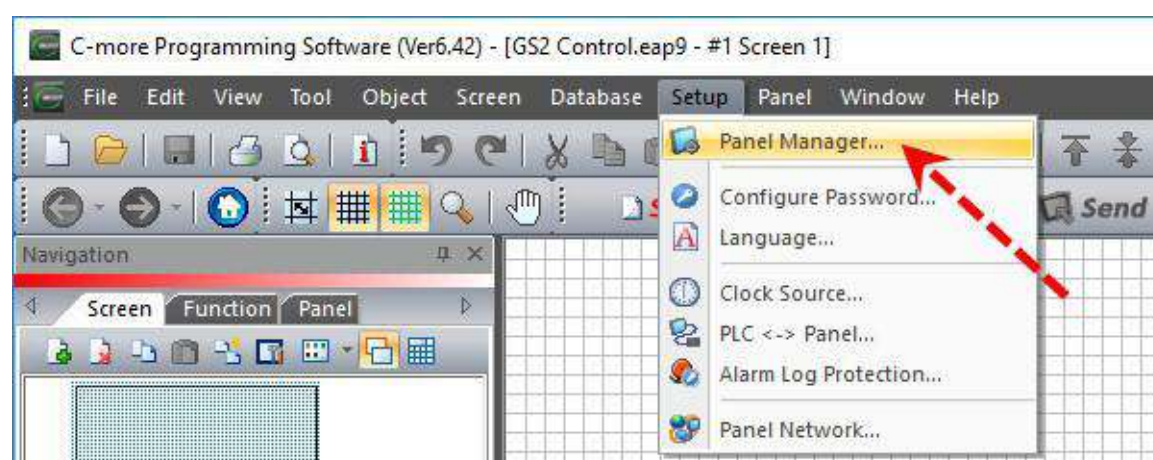 C-more Programming Software (Ver6.42) - [GS2 Control.eap9 - #1 Screen 1]
File Edit View Tool Object Screen Database Setup Panel Window Help
Panel Manager...
Configure Password...
Send
Navigation
Language...
Screen Function Panel
Clock Source...
PLC <-> Panel...
Alarm Log Protection...
Panel Network...